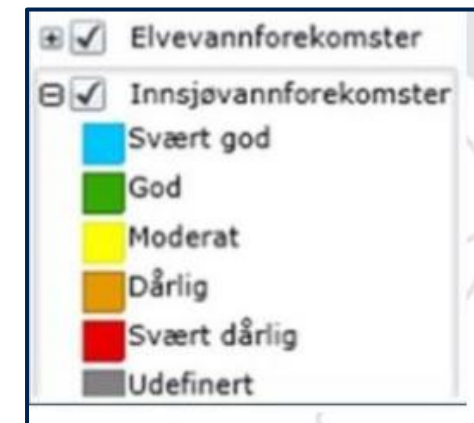 Elvevannforekomster
Innsjøvannforekomster
Svært god
God
Moderat
Dårlig
Svært dårlig
Udefinert